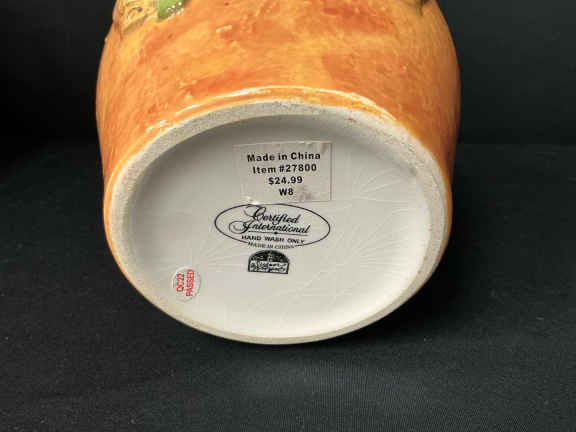 Made in China
Item #27800
$24.99
W8
Certified
International
HAND WASH ONLY
MADE IN CHINA
QC22
PASSED